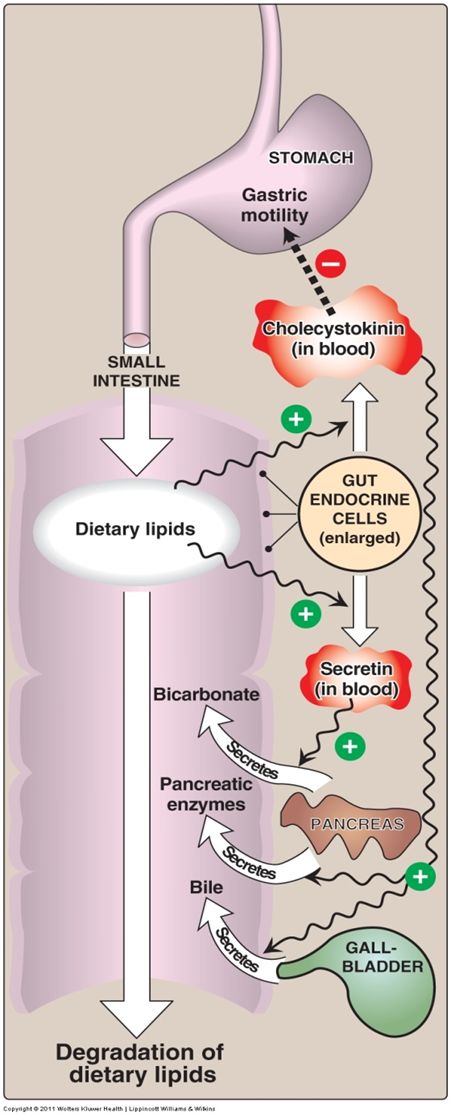 STOMACH
Gastric
motility
Cholecystokinin
(in blood)
SMALL
INTESTINE
+
GUT
ENDOCRINE
CELLS
(enlarged)
Dietary lipids
+
Secretin
(in blood)
Bicarbonate
+
Secretes
Pancreatic
enzymes
PANCREAS
Secretes
+
Bile
Secretes
GALL-
BLADDER
Degradation of
dietary lipids
Copyright © 2011 Wolters Kluwer Health | Lippincott Williams & Wilkins